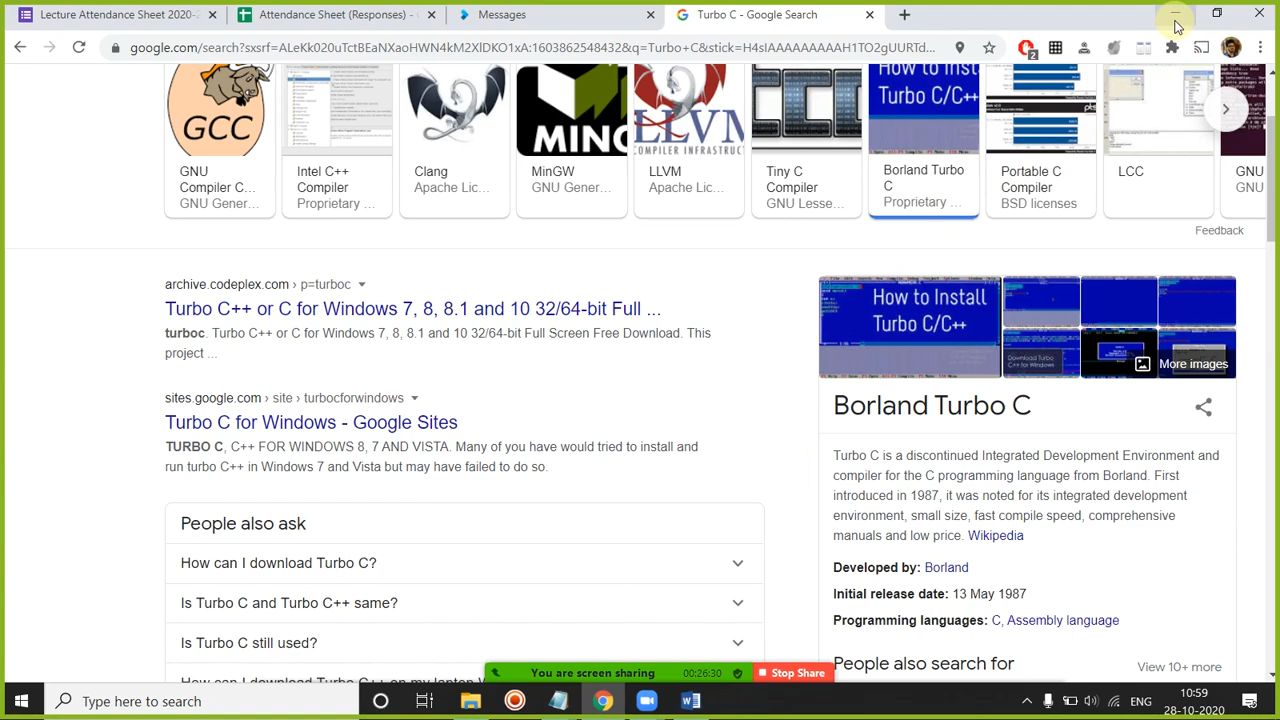 Lecture Attendance Sheet 2020-2
Attendance Sheet (Responses) -
Messages
Turbo C - Google Search
google.com/search?sxsrf=ALeKk02UuTctBEaNXaoHWN4kM2XlDKO1xA:1603862548432&q=Turbo+C&stick=H4sIAAAAAAAAAH1TO2gUURTd...
2
GCC
MING
LLVM
COMPILER INFRASTRUCT
How to Inst
Turbo C/C++
GNU
Compiler C...
GNU Gener...
Intel C++
Compiler
Proprietary ...
Clang
Apache Lic...
MinGW
GNU Gener...
LLVM
Apache Lic...
Tiny C
Compiler
GNU Lesse...
Borland Turbo
C
Proprietary ...
Portable C
Compiler
BSD licenses
LCC
GNU
GNU
Feedback
archive.codeplex.com › p=turboc
Turbo C++ or C for Windows 7, 8, 8.1 and 10 32/64-bit Full ...
turboc. Turbo C++ or C for Windows 7, 8, 8.1 and 10 32/64-bit Full Screen Free Download. This
project ...
sites.google.com › site › turbocforwindows
Turbo C for Windows - Google Sites
TURBO C, C++ FOR WINDOWS 8, 7 AND VISTA. Many of you have would tried to install and
run turbo C++ in Windows 7 and Vista but may have failed to do so.
People also ask
How can I download Turbo C?
Is Turbo C and Turbo C++ same?
Is Turbo C still used?
How to Install
Turbo C/C++
Download Turbo
C++ for Windows
More images
Borland Turbo C
Turbo C is a discontinued Integrated Development Environment and
compiler for the C programming language from Borland. First
introduced in 1987, it was noted for its integrated development
environment, small size, fast compile speed, comprehensive
manuals and low price. Wikipedia
Developed by: Borland
Initial release date: 13 May 1987
Programming languages: C, Assembly language
People also search for
View 10+ more
You are screen sharing
00:26:30
Stop Share
Type here to search
ENG
10:59
28-10-2020